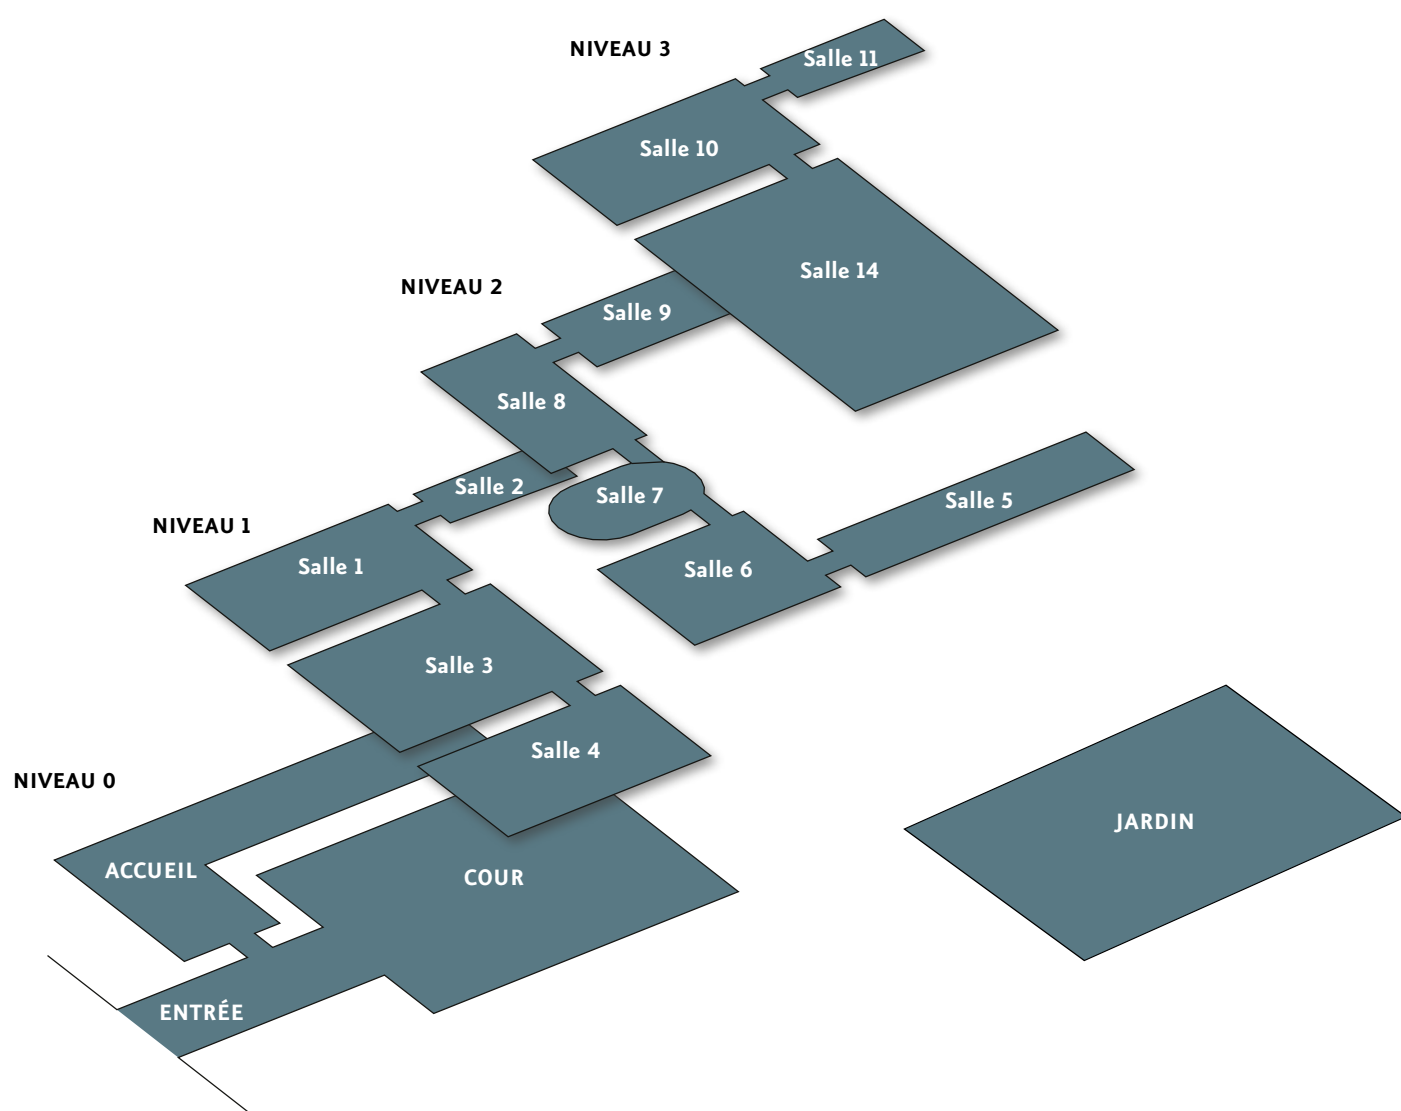 NIVEAU 3
Salle 11
Salle 10
Salle 14
NIVEAU 2
Salle 9
Salle 8
Salle 7
Salle 6
Salle 5
NIVEAU 1
Salle 2
Salle 1
Salle 3
Salle 4
NIVEAU 0
ACCUEIL
COUR
ENTRÉE
JARDIN